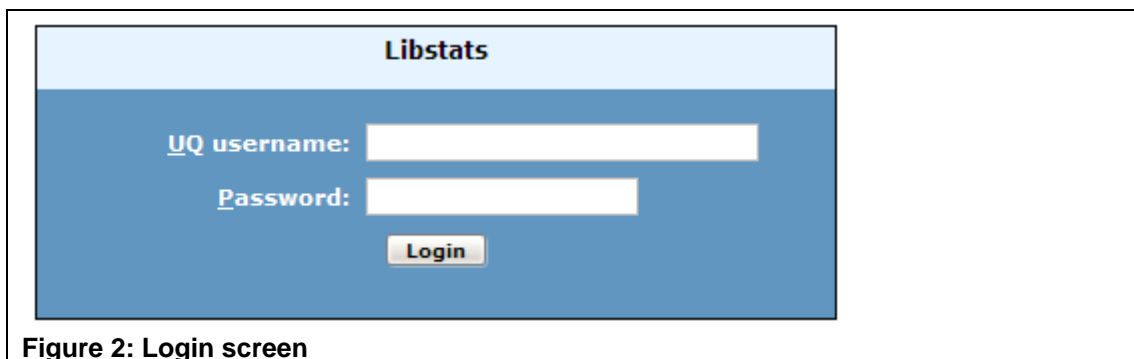 Libstats
UQ username:
Password:
Login
Figure 2: Login screen